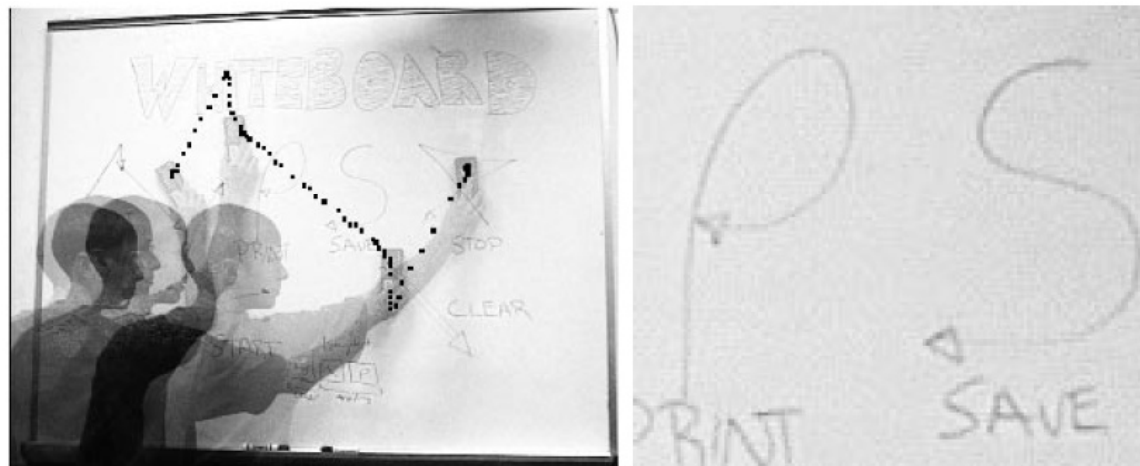 WHITEBOARD
P S
PRINT SAVE STOP
CLEAR
START
P S
PRINT SAVE